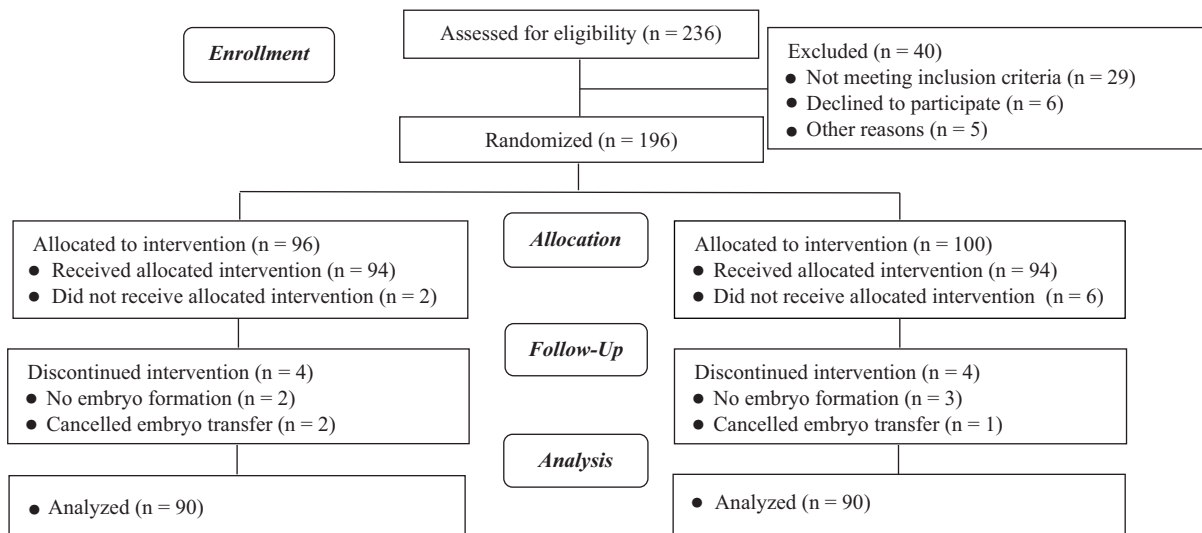 Enrollment
Assessed for eligibility (n = 236)
Excluded (n = 40)
● Not meeting inclusion criteria (n = 29)
● Declined to participate (n = 6)
● Other reasons (n = 5)
Randomized (n = 196)
Allocation
Allocated to intervention (n = 96)
● Received allocated intervention (n = 94)
● Did not receive allocated intervention (n = 2)
Allocated to intervention (n = 100)
● Received allocated intervention (n = 94)
● Did not receive allocated intervention (n = 6)
Follow-Up
Discontinued intervention (n = 4)
● No embryo formation (n = 2)
● Cancelled embryo transfer (n = 2)
Discontinued intervention (n = 4)
● No embryo formation (n = 3)
● Cancelled embryo transfer (n = 1)
Analysis
● Analyzed (n = 90)
● Analyzed (n = 90)